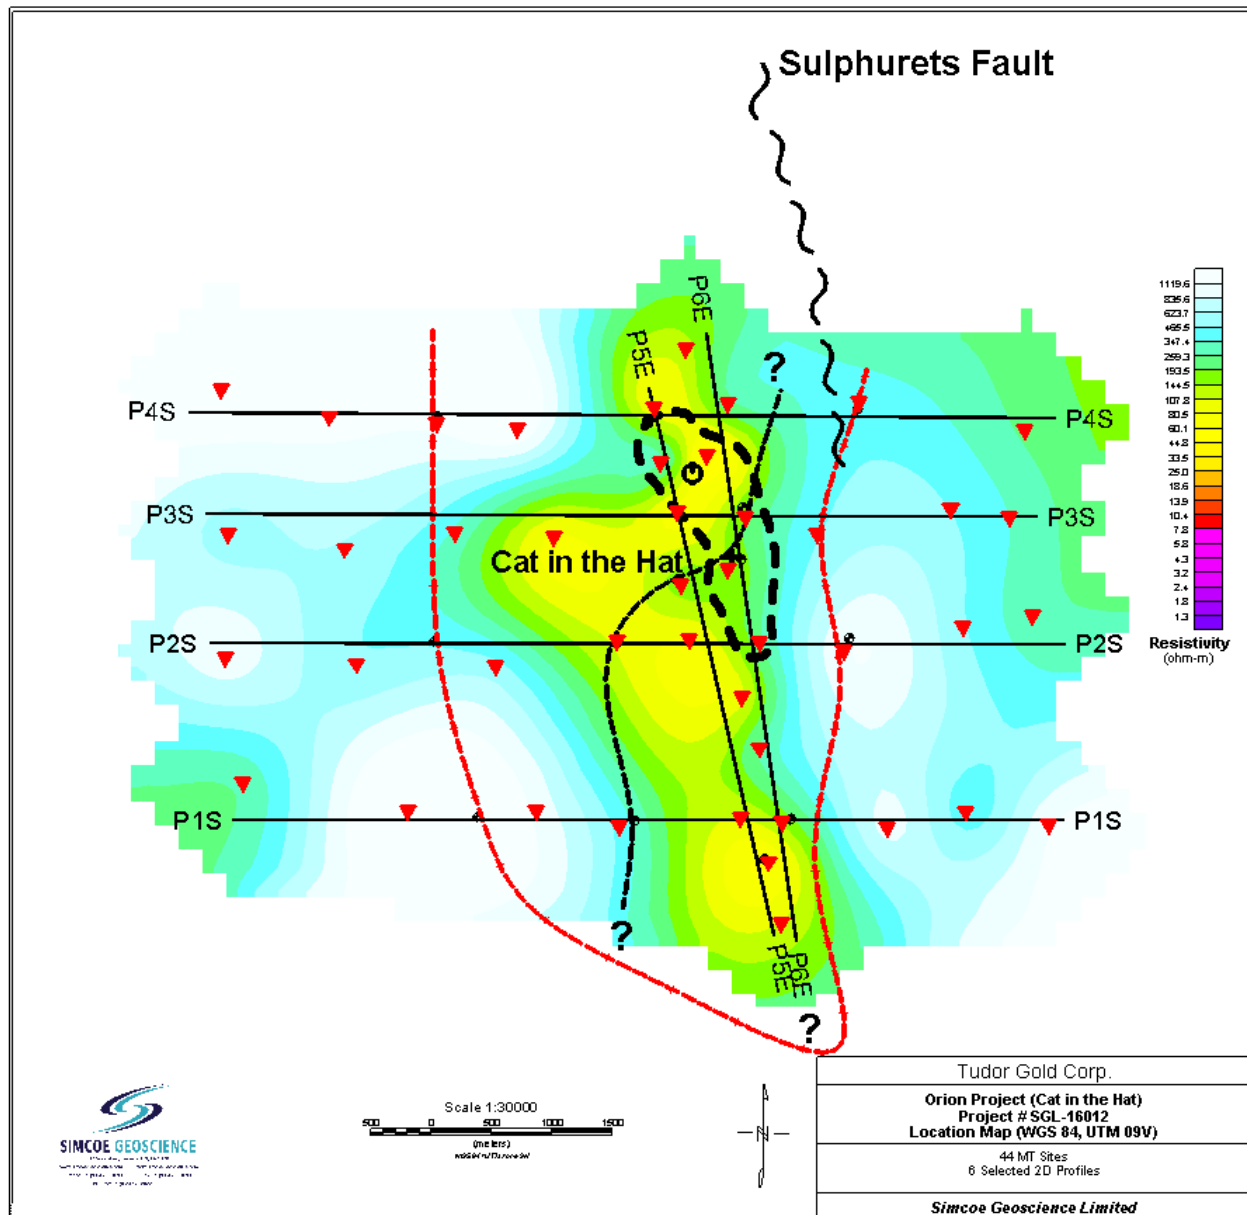 Sulphurets Fault
P6E
P5E
?
P4S
P4S
P3S
P3S
Cat in the Hat
P2S
P2S
P1S
P1S
?
P5E
P6E
?
1119.6
835.6
623.7
465.5
347.4
259.3
193.5
144.5
107.8
80.5
60.1
44.8
33.5
25.0
18.6
13.9
10.4
7.8
5.8
4.3
3.2
2.4
1.8
1.3
Resistivity
(ohm-m)
SIMCOE GEOSCIENCE
Scale 1:30000
500 0 500 1000 1500
(meters)
N
Tudor Gold Corp.
Orion Project (Cat in the Hat)
Project # SGL-16012
Location Map (WGS 84, UTM 09V)
44 MT Sites
6 Selected 2D Profiles
Simcoe Geoscience Limited